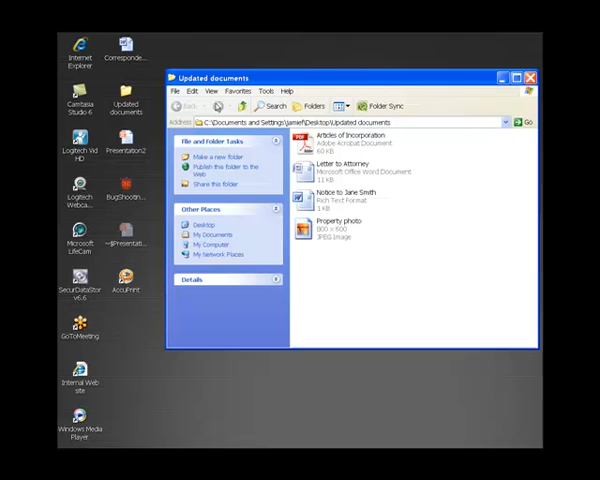 Internet
Explorer
Corresponde...
Camtasia
Studio 6
Updated
documents
Logitech Vid
HD
Presentation2
Logitech
Webca...
BugShootin...
Microsoft
LifeCam
~$Presentati...
SecurDataStor
v6.6
AccuPrint
GoToMeeting
Internal Web
site
Windows Media
Player
Updated documents
File Edit View Favorites Tools Help
Back Search Folders Folder Sync
Address C:\Documents and Settings\jamief\Desktop\Updated documents Go
File and Folder Tasks
Make a new folder
Publish this folder to the
Web
Share this folder
Other Places
Desktop
My Documents
My Computer
My Network Places
Details
Articles of Incorporation
Adobe Acrobat Document
60 KB
Letter to Attorney
Microsoft Office Word Document
11 KB
Notice to Jane Smith
Rich Text Format
1 KB
Property photo
800 x 600
JPEG Image